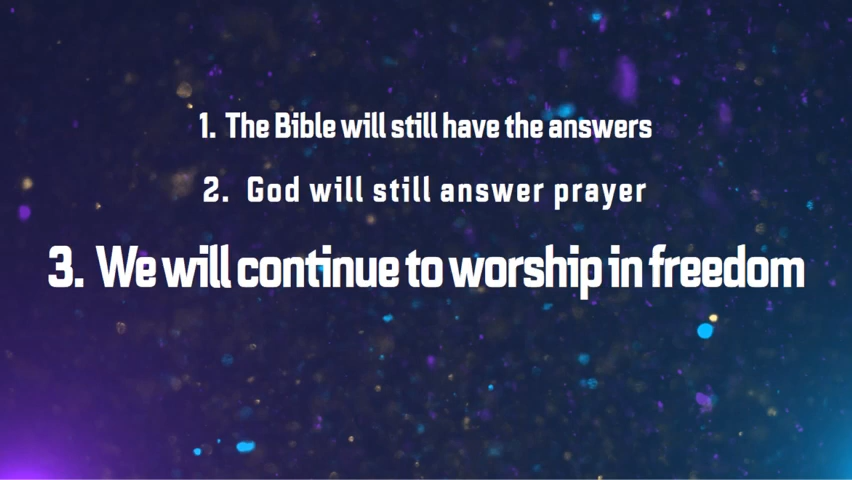 1. The Bible will still have the answers
2. God will still answer prayer
3. We will continue to worship in freedom